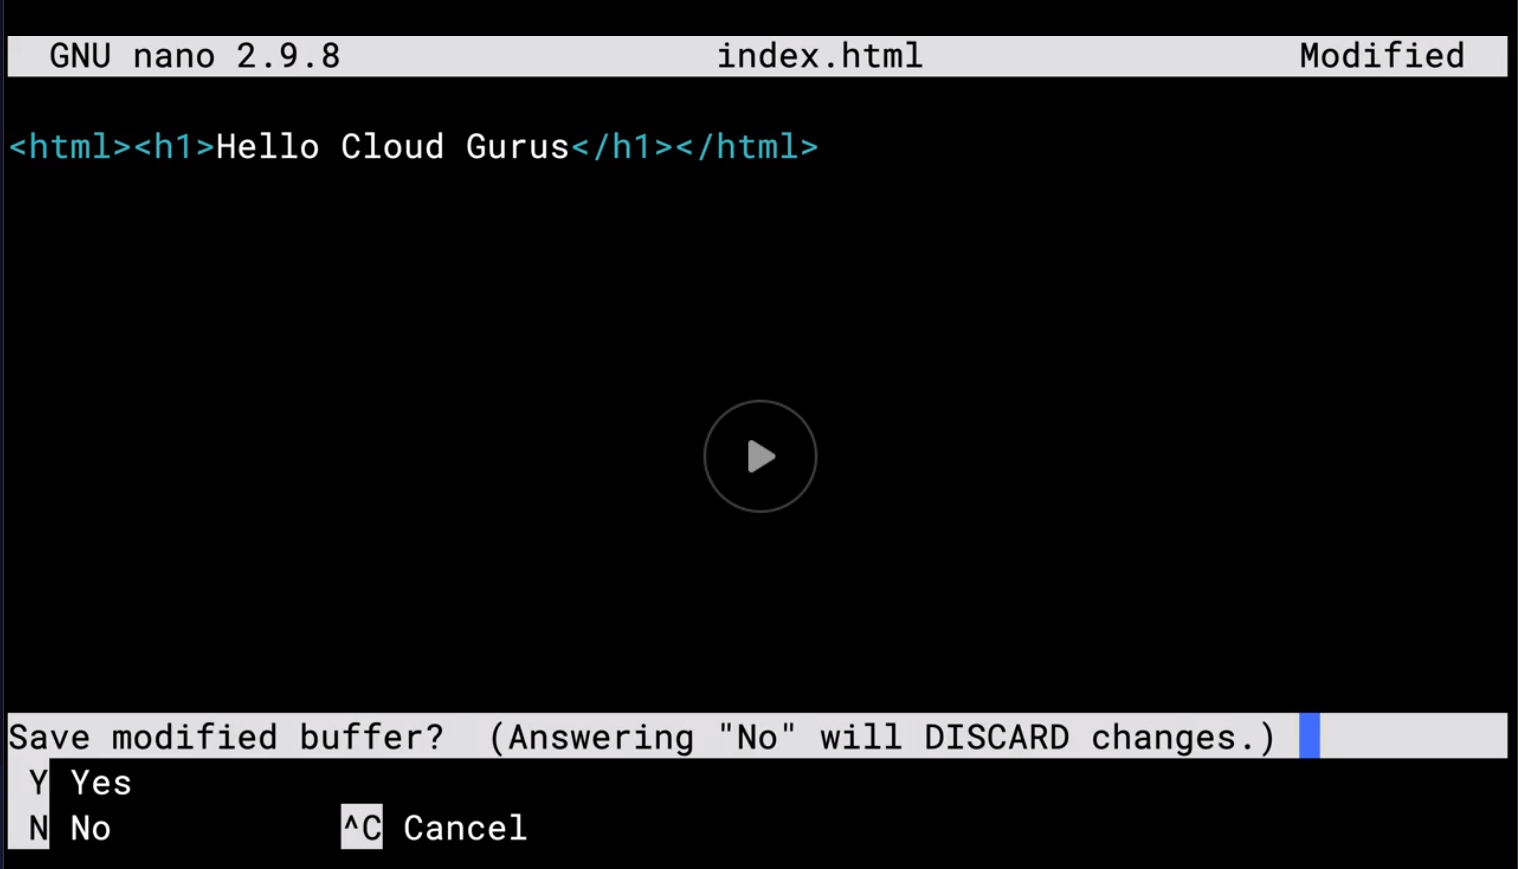 GNU nano 2.9.8 index.html Modified
<html><h1>Hello Cloud Gurus</h1></html>
Save modified buffer?  (Answering "No" will DISCARD changes.)
Y Yes
N No ^C Cancel